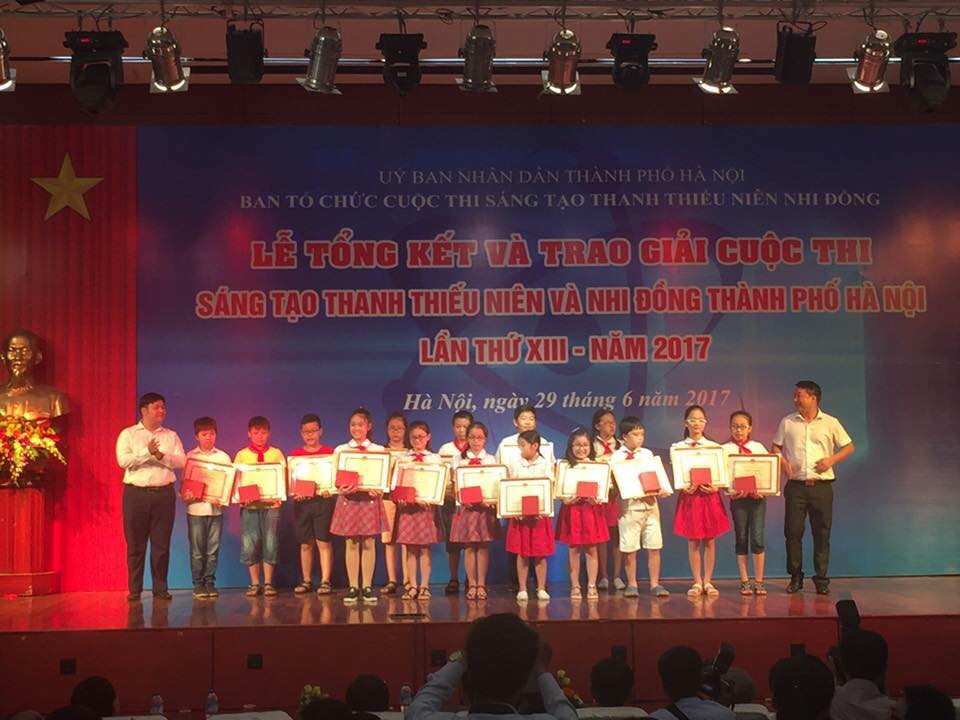 UỶ BAN NHÂN DÂN THÀNH PHỐ HÀ NỘI
BAN TỔ CHỨC CUỘC THI SÁNG TẠO THANH THIẾU NIÊN NHI ĐỒNG
LỄ TỔNG KẾT VÀ TRAO GIẢI CUỘC THI
SÁNG TẠO THANH THIẾU NIÊN VÀ NHI ĐỒNG THÀNH PHỐ HÀ NỘI
LẦN THỨ XIII - NĂM 2017
Hà Nội, ngày 29 tháng 6 năm 2017